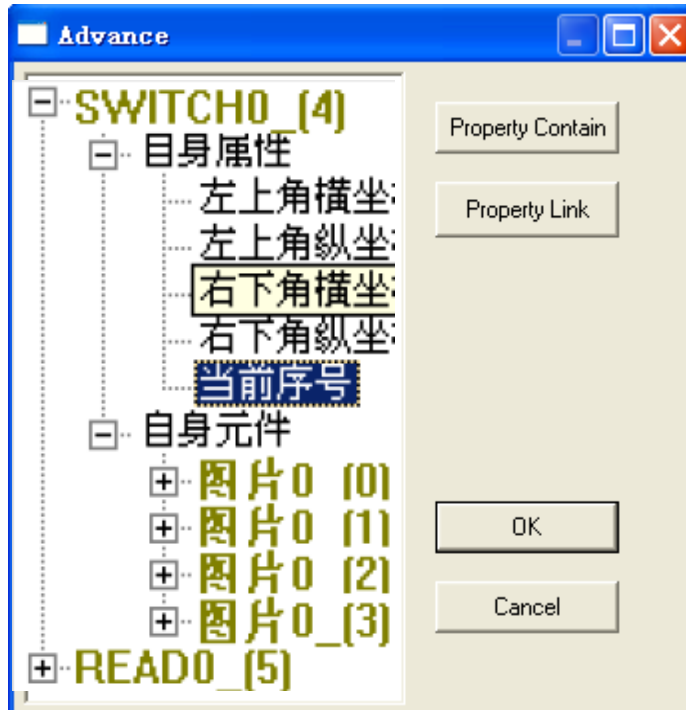 Advance
SWITCH0_(4)
自身属性
左上角横坐
左上角纵坐
右下角横坐
右下角纵坐
当前序号
自身元件
图片0_(0)
图片0_(1)
图片0_(2)
图片0_(3)
READ0_(5)
Property Contain
Property Link
OK
Cancel